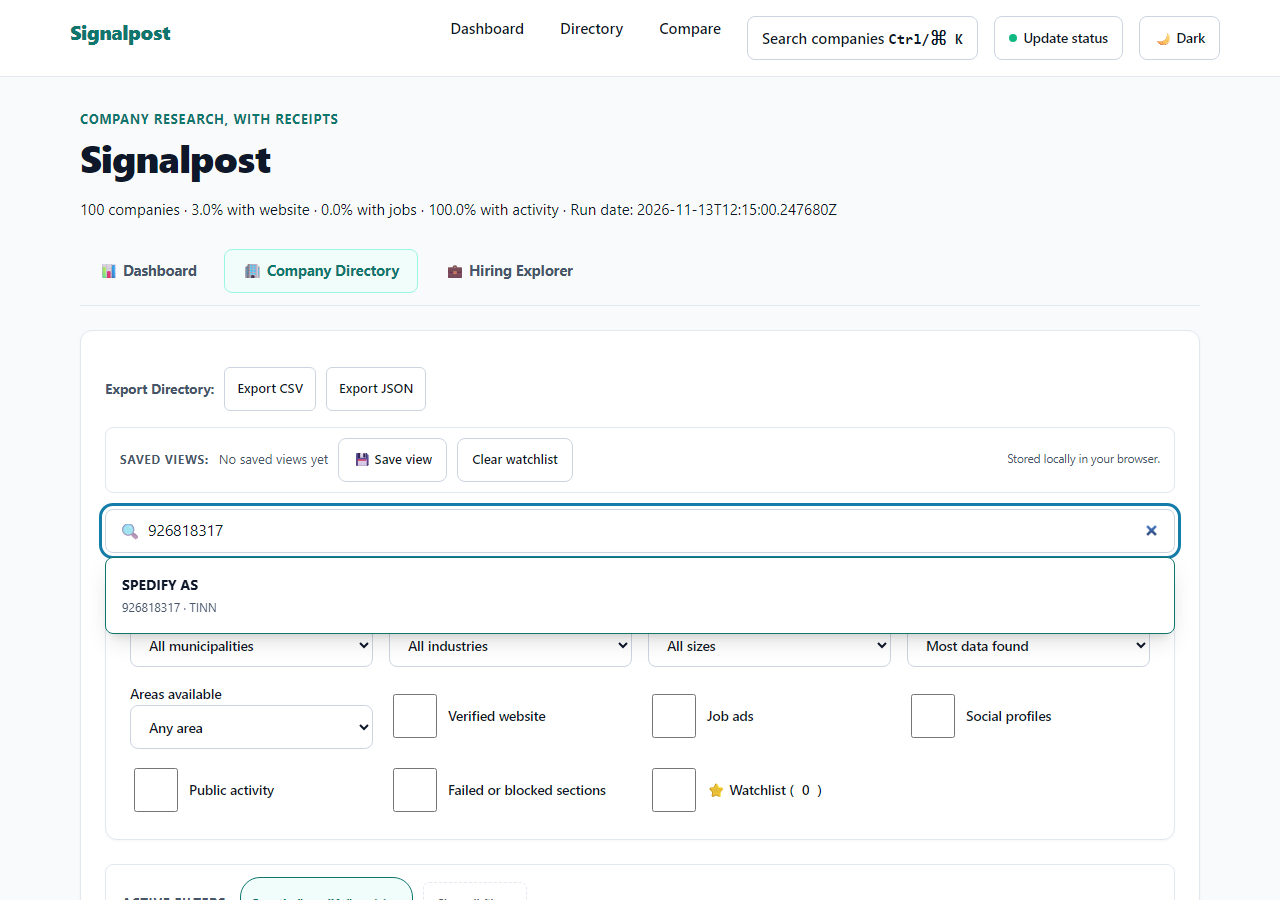 Signalpost
Dashboard Directory Compare Search companies Ctrl/⌘ K Update status 🌙 Dark
COMPANY RESEARCH, WITH RECEIPTS
Signalpost
100 companies · 3.0% with website · 0.0% with jobs · 100.0% with activity · Run date: 2026-11-13T12:15:00.247680Z
📊 Dashboard 🏢 Company Directory 💼 Hiring Explorer
Export Directory: Export CSV Export JSON
SAVED VIEWS: No saved views yet 💾 Save view Clear watchlist Stored locally in your browser.
🔍 926818317 ✕
SPEDIFY AS
926818317 · TINN
All municipalities All industries All sizes Most data found
Areas available
Any area Verified website Job ads Social profiles
Public activity Failed or blocked sections ⭐ Watchlist ( 0 )